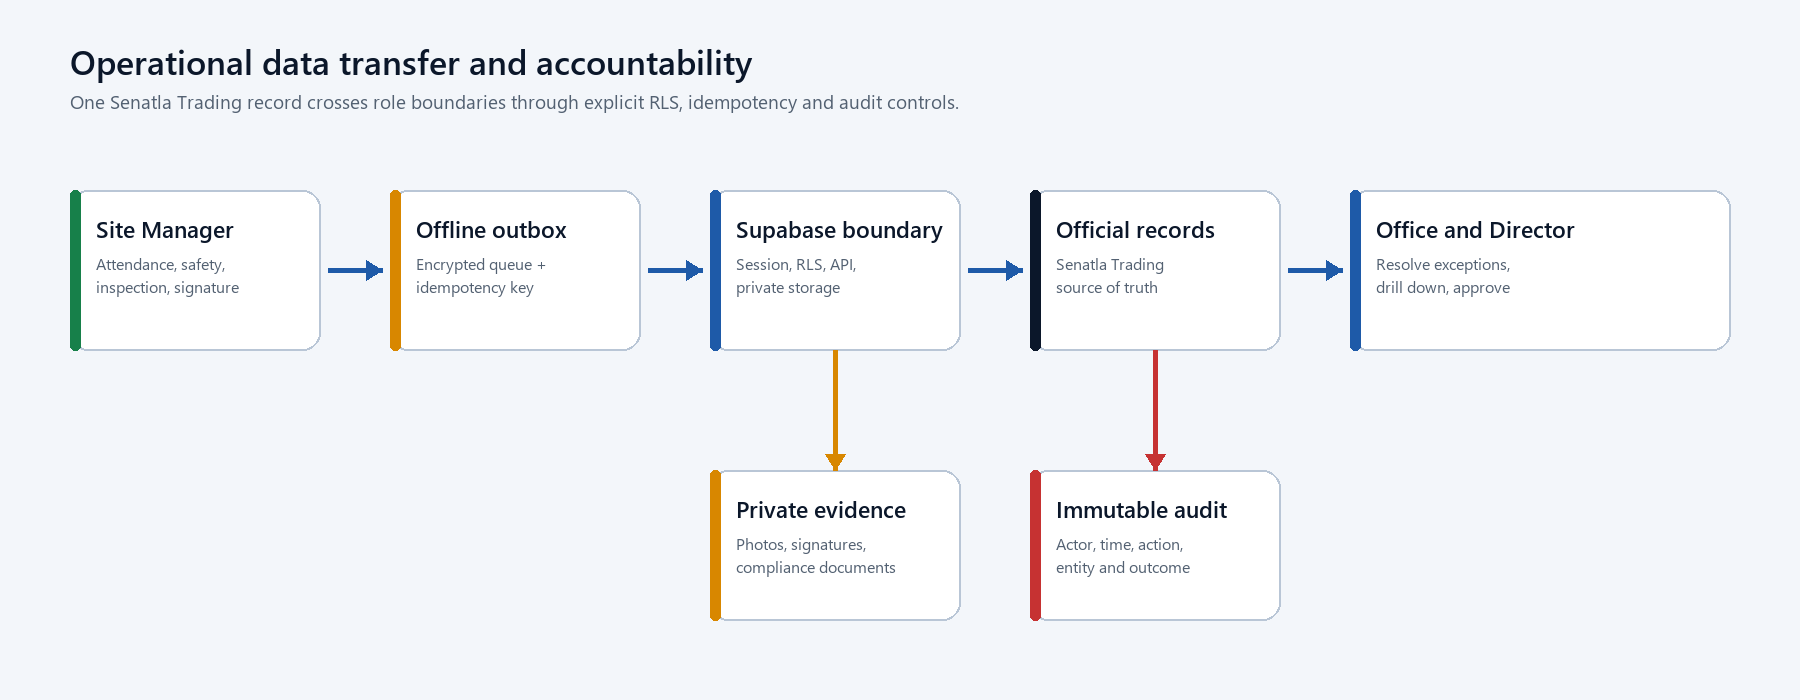 Operational data transfer and accountability
One Senatla Trading record crosses role boundaries through explicit RLS, idempotency and audit controls.
Site Manager
Attendance, safety,
inspection, signature
Offline outbox
Encrypted queue +
idempotency key
Supabase boundary
Session, RLS, API,
private storage
Official records
Senatla Trading
source of truth
Office and Director
Resolve exceptions,
drill down, approve
Private evidence
Photos, signatures,
compliance documents
Immutable audit
Actor, time, action,
entity and outcome